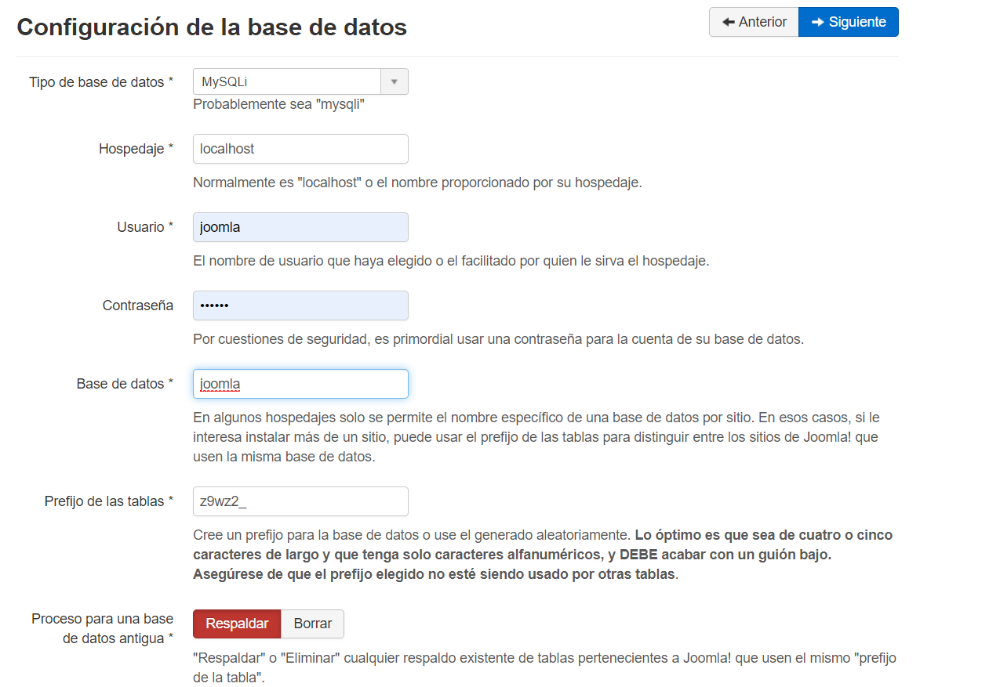 Configuración de la base de datos
Anterior
Siguiente
Tipo de base de datos *
MySQLi
Probablemente sea "mysqli"
Hospedaje *
localhost
Normalmente es "localhost" o el nombre proporcionado por su hospedaje.
Usuario *
joomla
El nombre de usuario que haya elegido o el facilitado por quien le sirva el hospedaje.
Contraseña
••••••
Por cuestiones de seguridad, es primordial usar una contraseña para la cuenta de su base de datos.
Base de datos *
joomla
En algunos hospedajes solo se permite el nombre específico de una base de datos por sitio. En esos casos, si le
interesa instalar más de un sitio, puede usar el prefijo de las tablas para distinguir entre los sitios de Joomla! que
usen la misma base de datos.
Prefijo de las tablas *
z9wz2_
Cree un prefijo para la base de datos o use el generado aleatoriamente. Lo óptimo es que sea de cuatro o cinco
caracteres de largo y que tenga solo caracteres alfanuméricos, y DEBE acabar con un guión bajo.
Asegúrese de que el prefijo elegido no esté siendo usado por otras tablas.
Proceso para una base
de datos antigua *
Respaldar
Borrar
"Respaldar" o "Eliminar" cualquier respaldo existente de tablas pertenecientes a Joomla! que usen el mismo "prefijo
de la tabla".